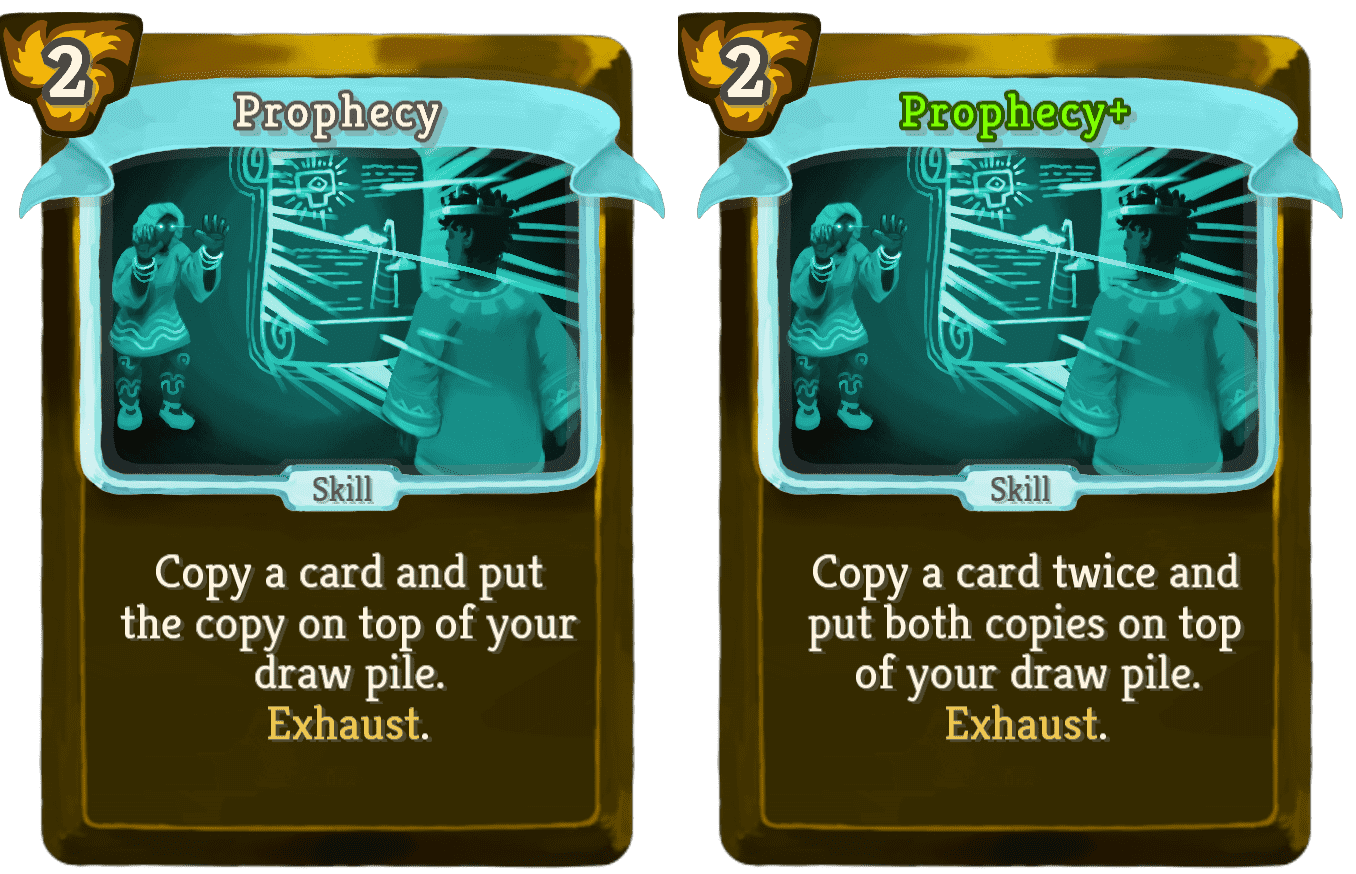 2
Prophecy
Skill
Copy a card and put
the copy on top of your
draw pile.
Exhaust.
2
Prophecy+
Skill
Copy a card twice and
put both copies on top
of your draw pile.
Exhaust.